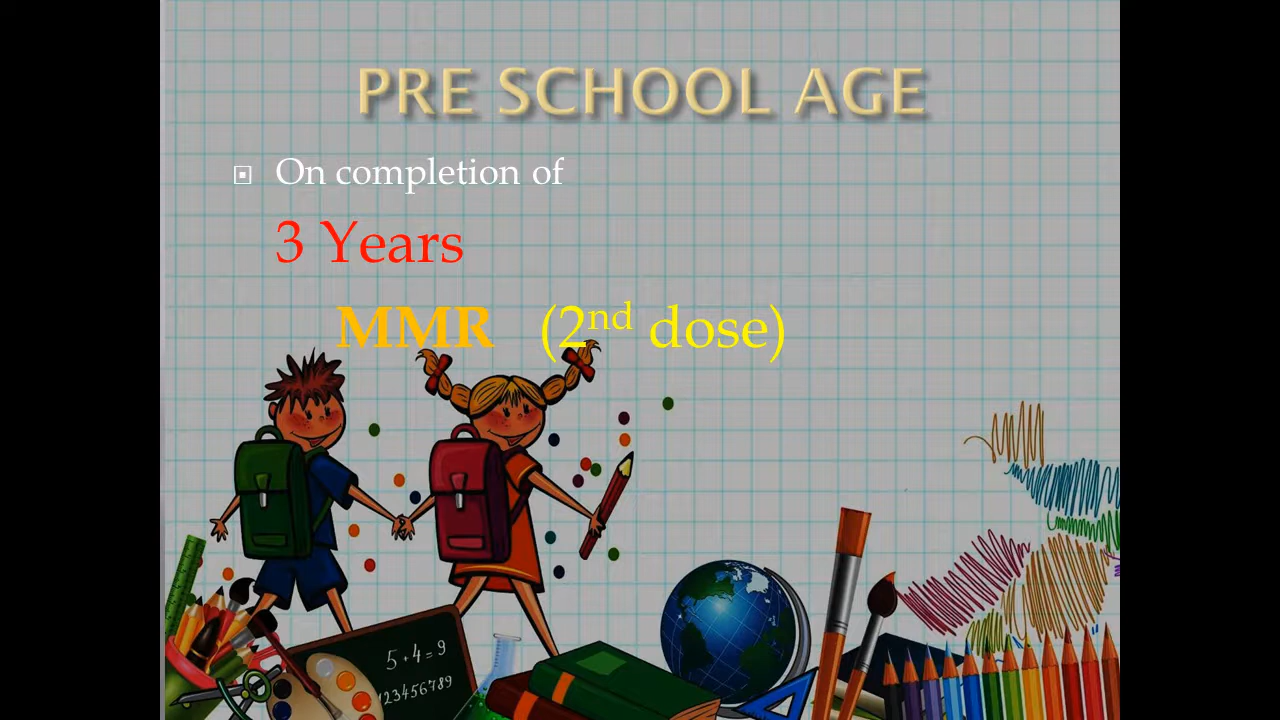 PRE SCHOOL AGE
On completion of
3 Years
MMR (2nd dose)
5+4=9
123456789